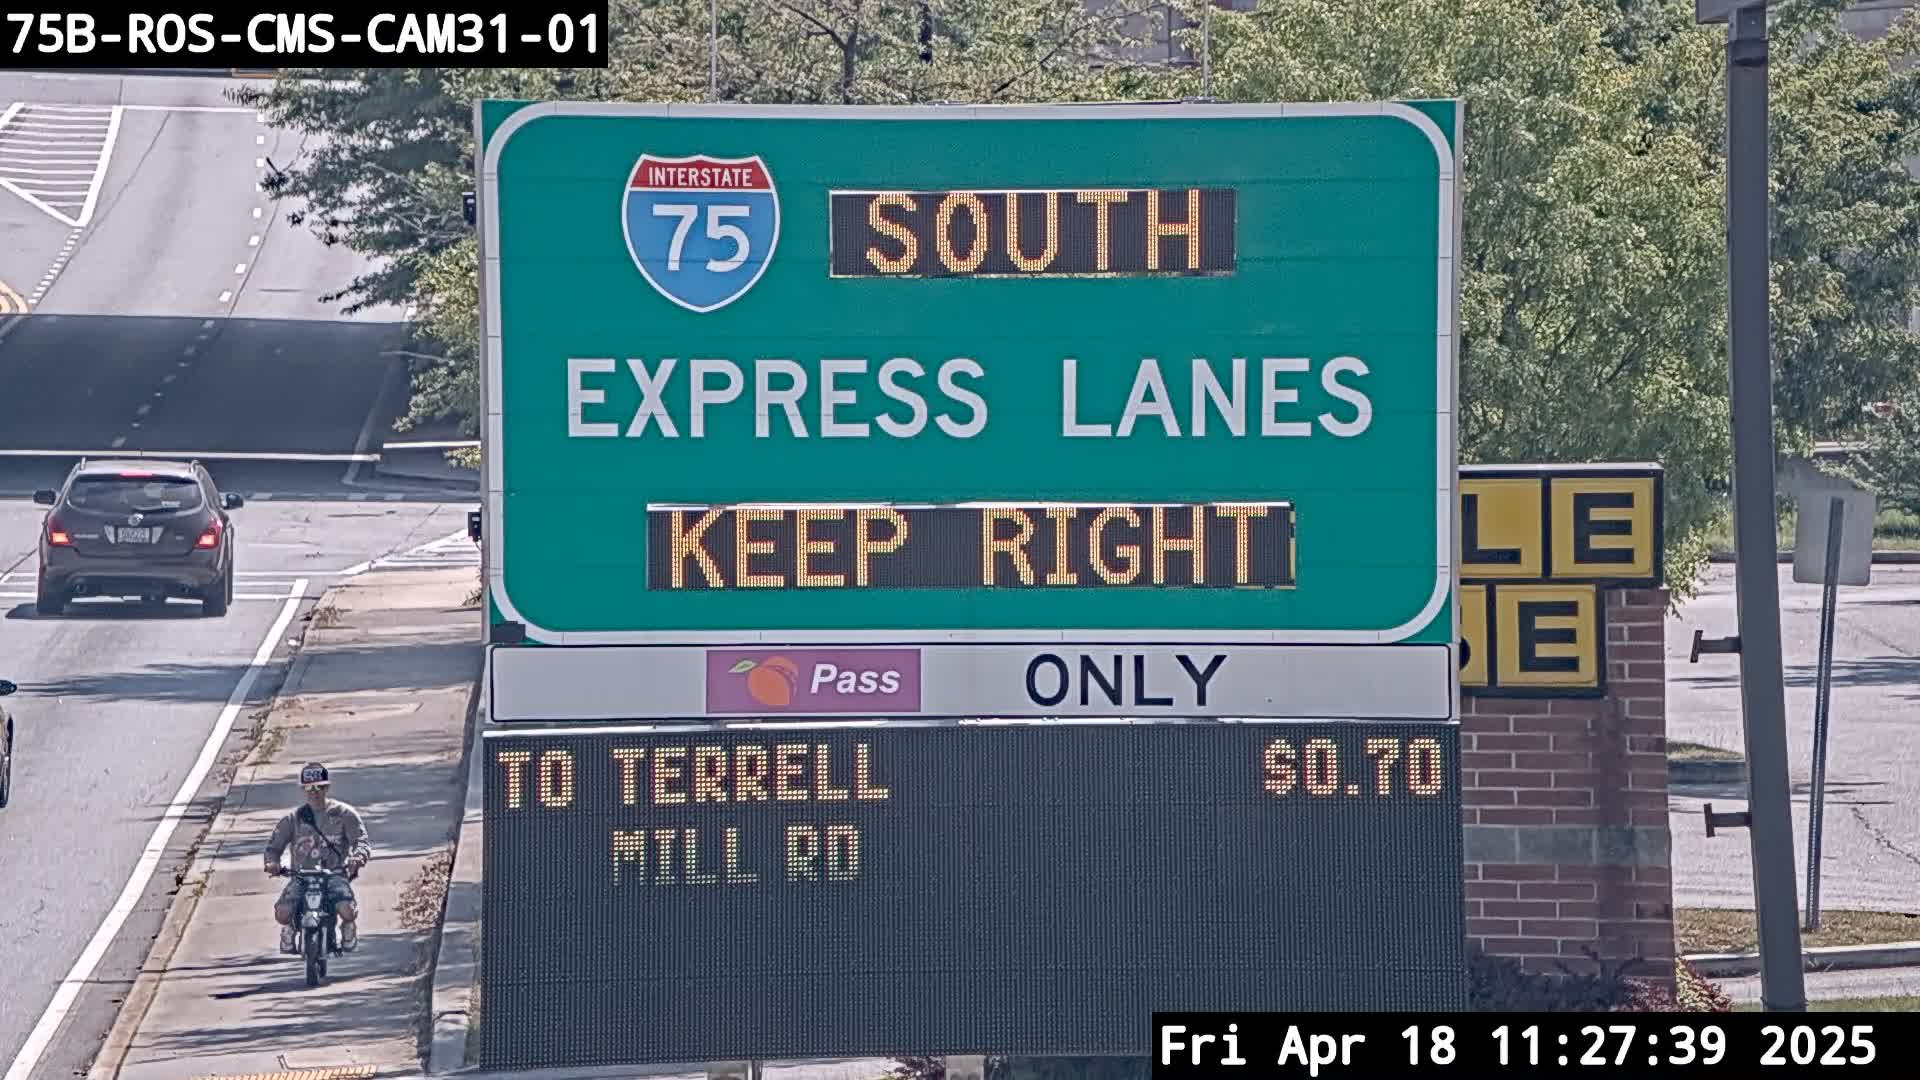 75B-ROS-CMS-CAM31-01
INTERSTATE
75
SOUTH
EXPRESS LANES
KEEP RIGHT
LE
E
Pass ONLY
TO TERRELL $0.70
MILL RD
Fri Apr 18 11:27:39 2025